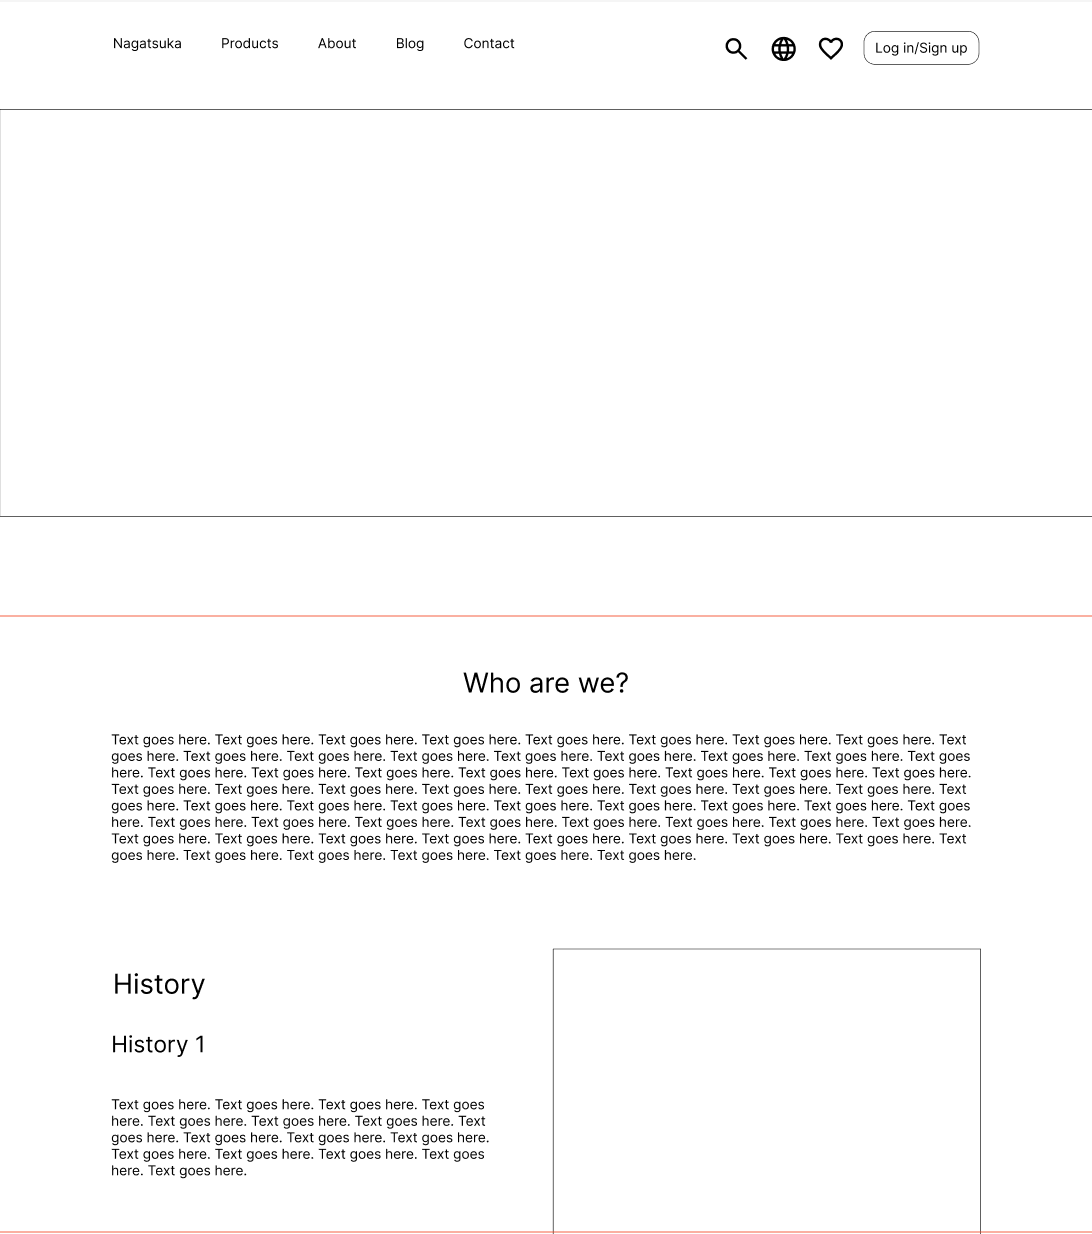 Nagatsuka Products About Blog Contact Log in/Sign up
Who are we?
Text goes here. Text goes here. Text goes here. Text goes here. Text goes here. Text goes here. Text goes here. Text goes here. Text
goes here. Text goes here. Text goes here. Text goes here. Text goes here. Text goes here. Text goes here. Text goes here. Text goes
here. Text goes here. Text goes here. Text goes here. Text goes here. Text goes here. Text goes here. Text goes here. Text goes here.
Text goes here. Text goes here. Text goes here. Text goes here. Text goes here. Text goes here. Text goes here. Text goes here. Text
goes here. Text goes here. Text goes here. Text goes here. Text goes here. Text goes here. Text goes here. Text goes here. Text goes
here. Text goes here. Text goes here. Text goes here. Text goes here. Text goes here. Text goes here. Text goes here. Text goes here.
Text goes here. Text goes here. Text goes here. Text goes here. Text goes here. Text goes here. Text goes here. Text goes here. Text
goes here. Text goes here. Text goes here. Text goes here. Text goes here. Text goes here.
History
History 1
Text goes here. Text goes here. Text goes here. Text goes
here. Text goes here. Text goes here. Text goes here. Text
goes here. Text goes here. Text goes here. Text goes here.
Text goes here. Text goes here. Text goes here. Text goes
here. Text goes here.